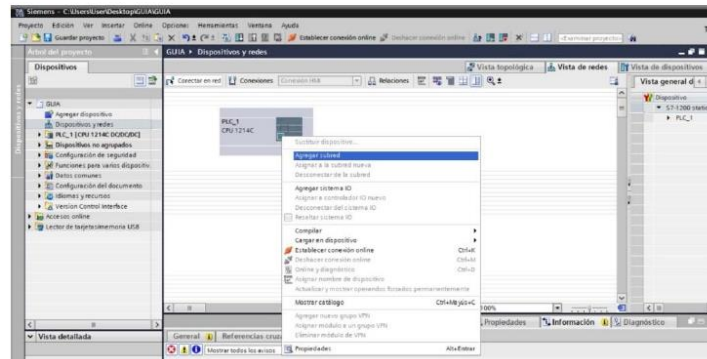 Siemens - C:\Users\User\Desktop\GUIA\GUIA
Proyecto Edición Ver Insertar Online Opciones Herramientas Ventana Ayuda
Guardar proyecto Establecer conexión online Deshacer conexión online <Examinar proyecto>
Árbol del proyecto
GUIA ▸ Dispositivos y redes
Dispositivos
Vista topológica Vista de redes Vista de dispositivos
Conectar en red Conexiones Conexión HMI Relaciones
Vista general d
Dispositivos y redes
GUIA
Agregar dispositivo
Dispositivos y redes
PLC_1 [CPU 1214C DC/DC/DC]
Dispositivos no agrupados
Configuración de seguridad
Funciones para varios dispositiv
Datos comunes
Configuración del documento
Idiomas y recursos
Version Control Interface
Accesos online
Lector de tarjetas/memoria USB
PLC_1
CPU 1214C
Dispositivo
S7-1200 static
PLC_1
Sustituir dispositivo...
Agregar subred
Asignar a la subred nueva
Desconectar de la subred
Agregar sistema IO
Asignar a controlador IO nuevo
Desconectar del sistema IO
Resaltar sistema IO
Compilar
Cargar en dispositivo
Establecer conexión online Ctrl+K
Deshacer conexión online Ctrl+M
Online y diagnóstico Ctrl+D
Asignar nombre de dispositivo
Actualizar y mostrar operandos forzados permanentemente
Mostrar catálogo Ctrl+Mayús+C
Agregar nuevo grupo VPN
Asignar módulo a un grupo VPN
Eliminar módulo de VPN
Propiedades Alt+Entrar
100%
Propiedades Información Diagnóstico
Vista detallada
General Referencias cruz
Mostrar todos los avisos